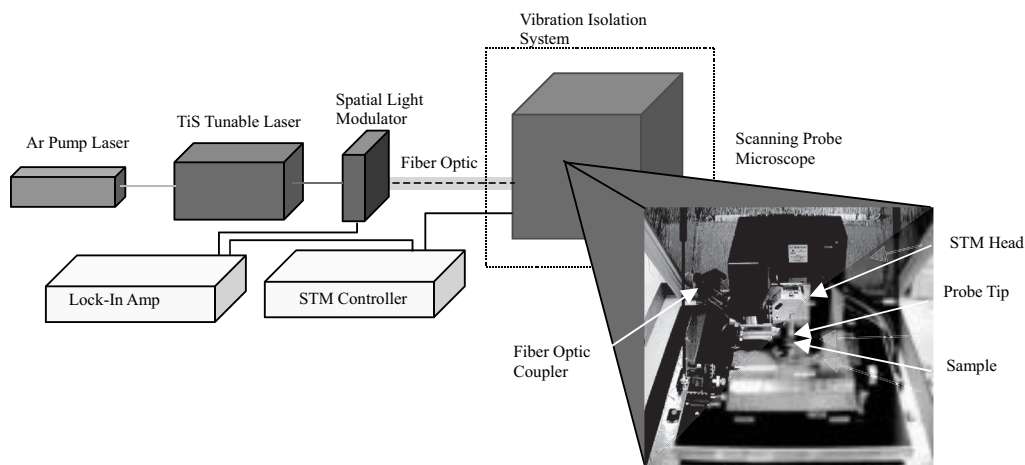 Vibration Isolation
System
Spatial Light
Modulator
TiS Tunable Laser
Ar Pump Laser
Fiber Optic
Scanning Probe
Microscope
STM Head
Lock-In Amp
STM Controller
Probe Tip
Fiber Optic
Coupler
Sample